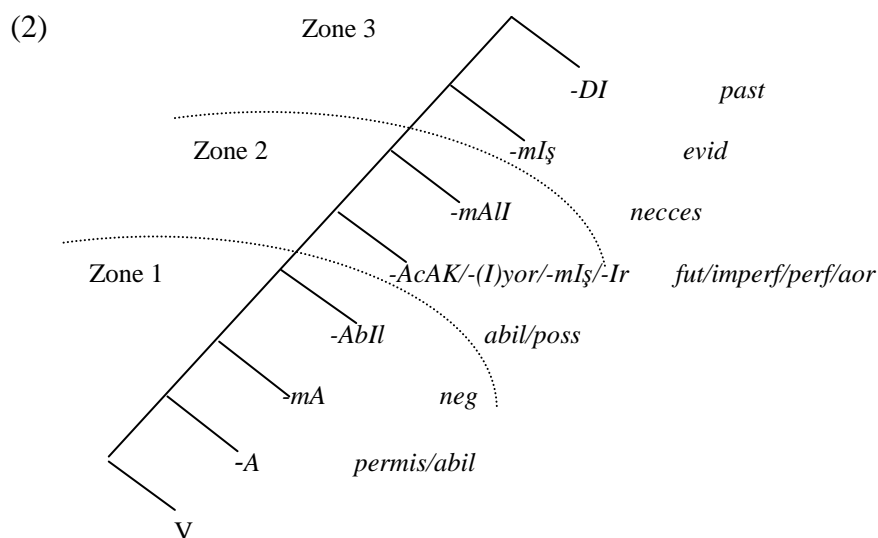 (2) Zone 3
-DI past
Zone 2 -mIş evid
-mAlI necces
Zone 1 -AcAK/-(I)yor/-mIş/-Ir fut/imperf/perf/aor
-AbIl abil/poss
-mA neg
-A permis/abil
V